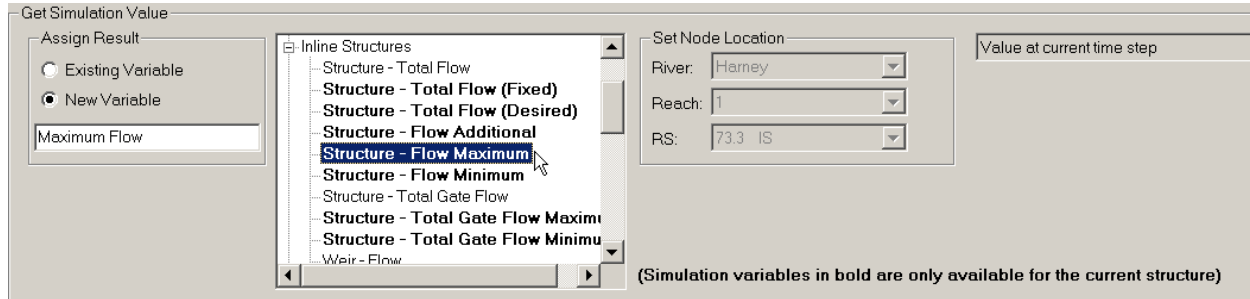 Get Simulation Value
Assign Result
Existing Variable
New Variable
Maximum Flow
Inline Structures
Structure - Total Flow
Structure - Total Flow (Fixed)
Structure - Total Flow (Desired)
Structure - Flow Additional
Structure - Flow Maximum
Structure - Flow Minimum
Structure - Total Gate Flow
Structure - Total Gate Flow Maximu
Structure - Total Gate Flow Minimu
Weir - Flow
Set Node Location
River: Harney
Reach: 1
RS: 73.3 IS
Value at current time step
(Simulation variables in bold are only available for the current structure)